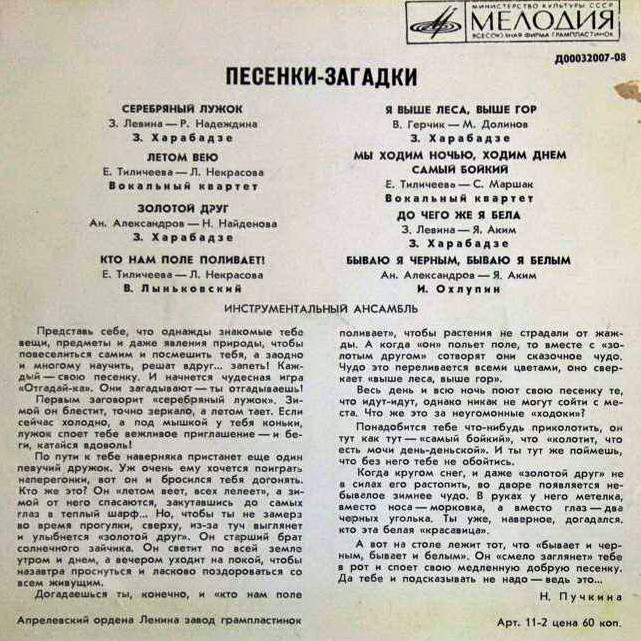 МИНИСТЕРСТВО КУЛЬТУРЫ СССР
МЕЛОДИЯ
ВСЕСОЮЗНАЯ ФИРМА ГРАМПЛАСТИНОК
Д00032007-08
ПЕСЕНКИ-ЗАГАДКИ
СЕРЕБРЯНЫЙ ЛУЖОК
З. Левина — Р. Надеждина
З. Харабадзе
ЛЕТОМ ВЕЮ
Е. Тиличеева — Л. Некрасова
Вокальный квартет
ЗОЛОТОЙ ДРУГ
Ан. Александров — Н. Найденова
З. Харабадзе
КТО НАМ ПОЛЕ ПОЛИВАЕТ!
Е. Тиличеева — Л. Некрасова
В. Лыньковский
Я ВЫШЕ ЛЕСА, ВЫШЕ ГОР
В. Герчик — М. Долинов
З. Харабадзе
МЫ ХОДИМ НОЧЬЮ, ХОДИМ ДНЕМ
САМЫЙ БОЙКИЙ
Е. Тиличеева — С. Маршак
Вокальный квартет
ДО ЧЕГО ЖЕ Я БЕЛА
З. Левина — Я. Аким
З. Харабадзе
БЫВАЮ Я ЧЕРНЫМ, БЫВАЮ Я БЕЛЫМ
Ан. Александров — Я. Аким
И. Охлупин
ИНСТРУМЕНТАЛЬНЫЙ АНСАМБЛЬ
Представь себе, что однажды знакомые тебе
вещи, предметы и даже явления природы, чтобы
повеселиться самим и посмешить тебя, а заодно
и многому научить, решат вдруг... запеть! Каж-
дый — свою песенку. И начнется чудесная игра
«Отгадай-ка». Они загадывают — ты отгадываешь!
Первым заговорит «серебряный лужок». Зи-
мой он блестит, точно зеркало, а летом тает. Если
сейчас холодно, а под мышкой у тебя коньки,
лужок споет тебе вежливое приглашение — и бе-
ги, катайся вдоволь!
По пути к тебе наверняка пристанет еще один
певучий дружок. Уж очень ему хочется поиграть
наперегонки, вот он и бросился тебя догонять.
Кто же это? Он «летом веет, всех лелеет», а зи-
мой от него спасаются, закутавшись до самых
глаз в теплый шарф... Но, чтобы ты не замерз
во время прогулки, сверху, из-за туч выглянет
и улыбнется «золотой друг». Он старший брат
солнечного зайчика. Он светит по всей земле
утром и днем, а вечером уходит на покой, чтобы
назавтра проснуться и ласково поздороваться со
всем живущим.
Догадаешься ты, конечно, и «кто нам поле
поливает», чтобы растения не страдали от жаж-
ды. А когда «он» польет поле, то вместе с «зо-
лотым другом» сотворят они сказочное чудо.
Чудо это переливается всеми цветами, оно свер-
кает «выше леса, выше гор».
Весь день и всю ночь поют свою песенку те,
что идут-идут, однако никак не могут сойти с ме-
ста. Что же это за неугомонные «ходоки»?
Понадобится тебе что-нибудь приколотить, он
тут как тут — «самый бойкий», что «колотит, что
есть мочи день-деньской». И ты тут же поймешь,
что без него тебе не обойтись.
Когда кругом снег, и даже «золотой друг» не
в силах его растопить, во дворе появляется не-
бывалое зимнее чудо. В руках у него метелка,
вместо носа — морковка, а вместо глаз — два
черных уголька. Ты уже, наверное, догадался.
кто эта белая «красавица».
А вот на столе лежит тот, что «бывает и чер-
ным, бывает и белым». Он «смело заглянет» тебе
в рот и споет свою медленную добрую песенку.
Да тебе и подсказывать не надо — ведь это...
Н. Пучкина
Апрелевский ордена Ленина завод грампластинок
Арт. 11-2 цена 60 коп.